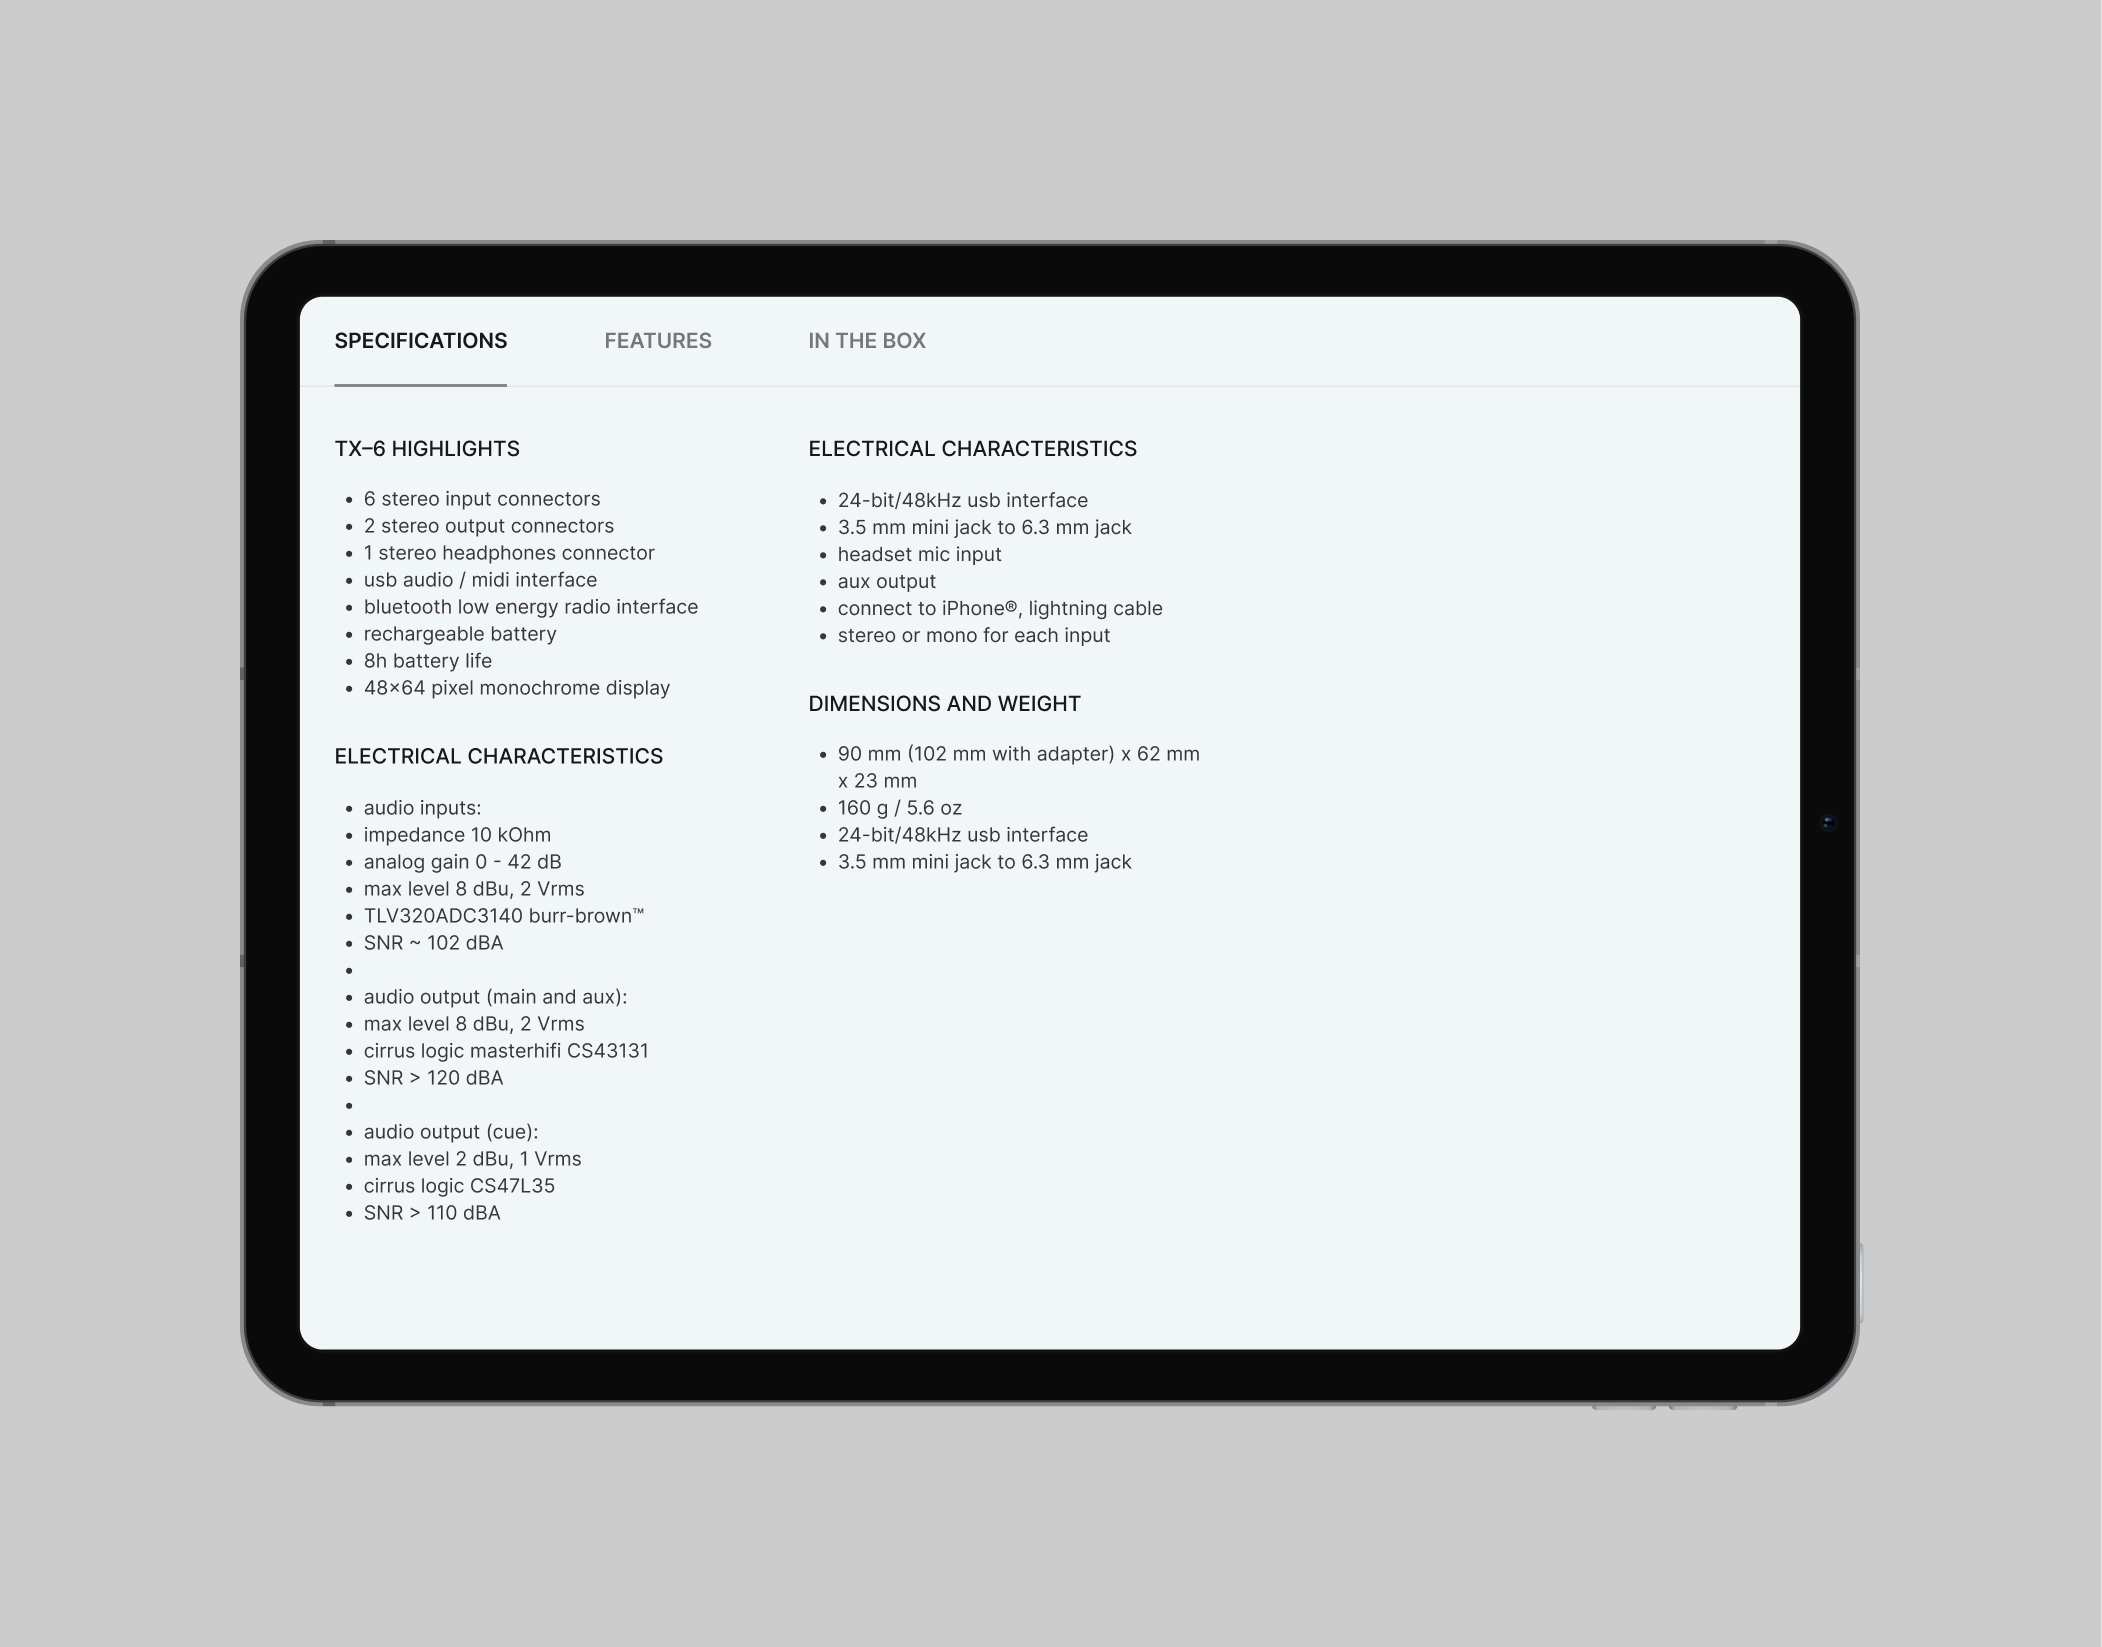 SPECIFICATIONS
FEATURES
IN THE BOX
TX–6 HIGHLIGHTS
• 6 stereo input connectors
• 2 stereo output connectors
• 1 stereo headphones connector
• usb audio / midi interface
• bluetooth low energy radio interface
• rechargeable battery
• 8h battery life
• 48×64 pixel monochrome display
ELECTRICAL CHARACTERISTICS
• audio inputs:
• impedance 10 kOhm
• analog gain 0 - 42 dB
• max level 8 dBu, 2 Vrms
• TLV320ADC3140 burr-brown™
• SNR ~ 102 dBA
•
• audio output (main and aux):
• max level 8 dBu, 2 Vrms
• cirrus logic masterhifi CS43131
• SNR > 120 dBA
•
• audio output (cue):
• max level 2 dBu, 1 Vrms
• cirrus logic CS47L35
• SNR > 110 dBA
ELECTRICAL CHARACTERISTICS
• 24-bit/48kHz usb interface
• 3.5 mm mini jack to 6.3 mm jack
• headset mic input
• aux output
• connect to iPhone®, lightning cable
• stereo or mono for each input
DIMENSIONS AND WEIGHT
• 90 mm (102 mm with adapter) x 62 mm
x 23 mm
• 160 g / 5.6 oz
• 24-bit/48kHz usb interface
• 3.5 mm mini jack to 6.3 mm jack